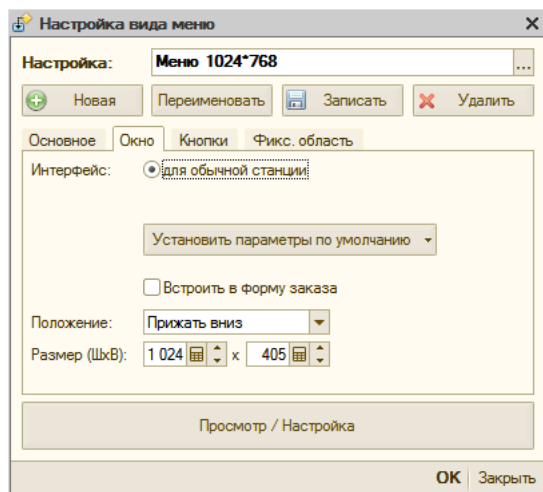 Настройка вида меню
Настройка: Меню 1024*768 ...
Новая Переименовать Записать Удалить
Основное Окно Кнопки Фикс. область
Интерфейс: для обычной станции
Установить параметры по умолчанию
Встроить в форму заказа
Положение: Прижать вниз
Размер (ШхВ): 1 024 x 405
Просмотр / Настройка
OK Закрыть